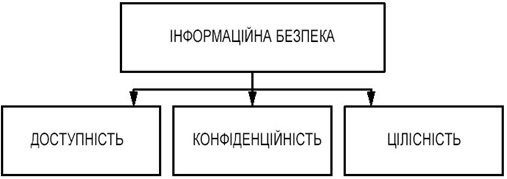 ІНФОРМАЦІЙНА БЕЗПЕКА
ДОСТУПНІСТЬ
КОНФІДЕНЦІЙНІСТЬ
ЦІЛІСНІСТЬ